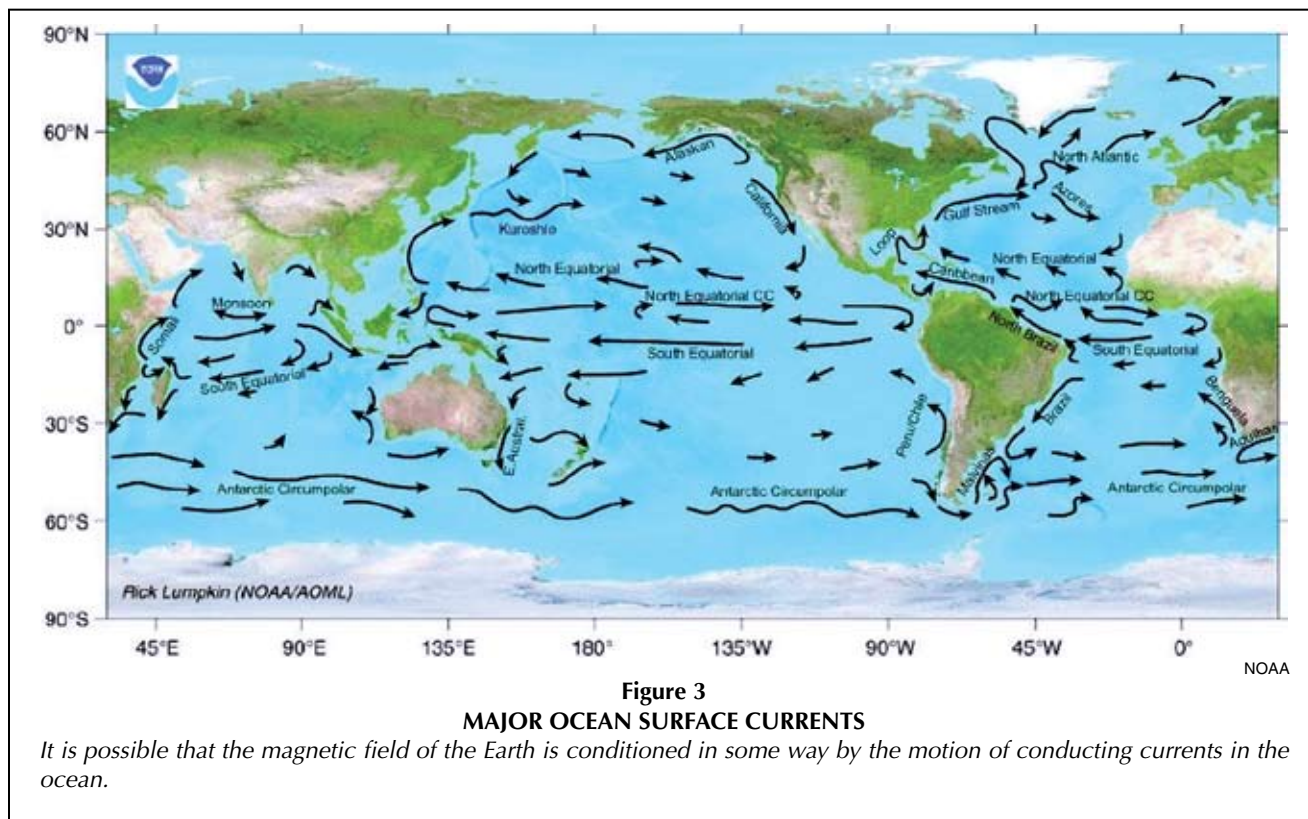 90°N
60°N
30°N
0°
30°S
60°S
90°S
Alaskan
North Atlantic
California
Azores
Gulf Stream
Kuroshio
Loop
North Equatorial
North Equatorial
Caribbean
Monsoon
North Equatorial CC
North Equatorial CC
Somali
North Brazil
South Equatorial
South Equatorial
South Equatorial
Benguela
Brazil
Peru/Chile
E.Austral.
Malvinas
Antarctic Circumpolar
Antarctic Circumpolar
Antarctic Circumpolar
Rick Lumpkin (NOAA/AOML)
45°E
90°E
135°E
180°
135°W
90°W
45°W
0°
NOAA
Figure 3
MAJOR OCEAN SURFACE CURRENTS
It is possible that the magnetic field of the Earth is conditioned in some way by the motion of conducting currents in the
ocean.